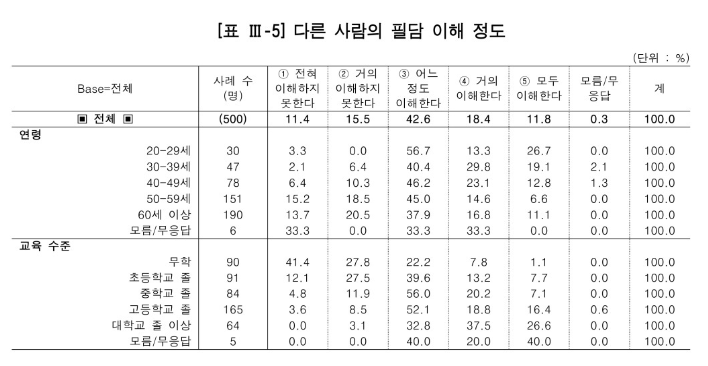 [표 Ⅲ-5] 다른 사람의 필담 이해 정도
(단위 : %)
Base=전체 사례 수 (명) ① 전혀 이해하지 못한다 ② 거의 이해하지 못한다 ③ 어느 정도 이해한다 ④ 거의 이해한다 ⑤ 모두 이해한다 모름/무응답 계
▣ 전체 ▣ (500) 11.4 15.5 42.6 18.4 11.8 0.3 100.0
연령
20-29세 30 3.3 0.0 56.7 13.3 26.7 0.0 100.0
30-39세 47 2.1 6.4 40.4 29.8 19.1 2.1 100.0
40-49세 78 6.4 10.3 46.2 23.1 12.8 1.3 100.0
50-59세 151 15.2 18.5 45.0 14.6 6.6 0.0 100.0
60세 이상 190 13.7 20.5 37.9 16.8 11.1 0.0 100.0
모름/무응답 6 33.3 0.0 33.3 33.3 0.0 0.0 100.0
교육 수준
무학 90 41.4 27.8 22.2 7.8 1.1 0.0 100.0
초등학교 졸 91 12.1 27.5 39.6 13.2 7.7 0.0 100.0
중학교 졸 84 4.8 11.9 56.0 20.2 7.1 0.0 100.0
고등학교 졸 165 3.6 8.5 52.1 18.8 16.4 0.6 100.0
대학교 졸 이상 64 0.0 3.1 32.8 37.5 26.6 0.0 100.0
모름/무응답 5 0.0 0.0 40.0 20.0 40.0 0.0 100.0